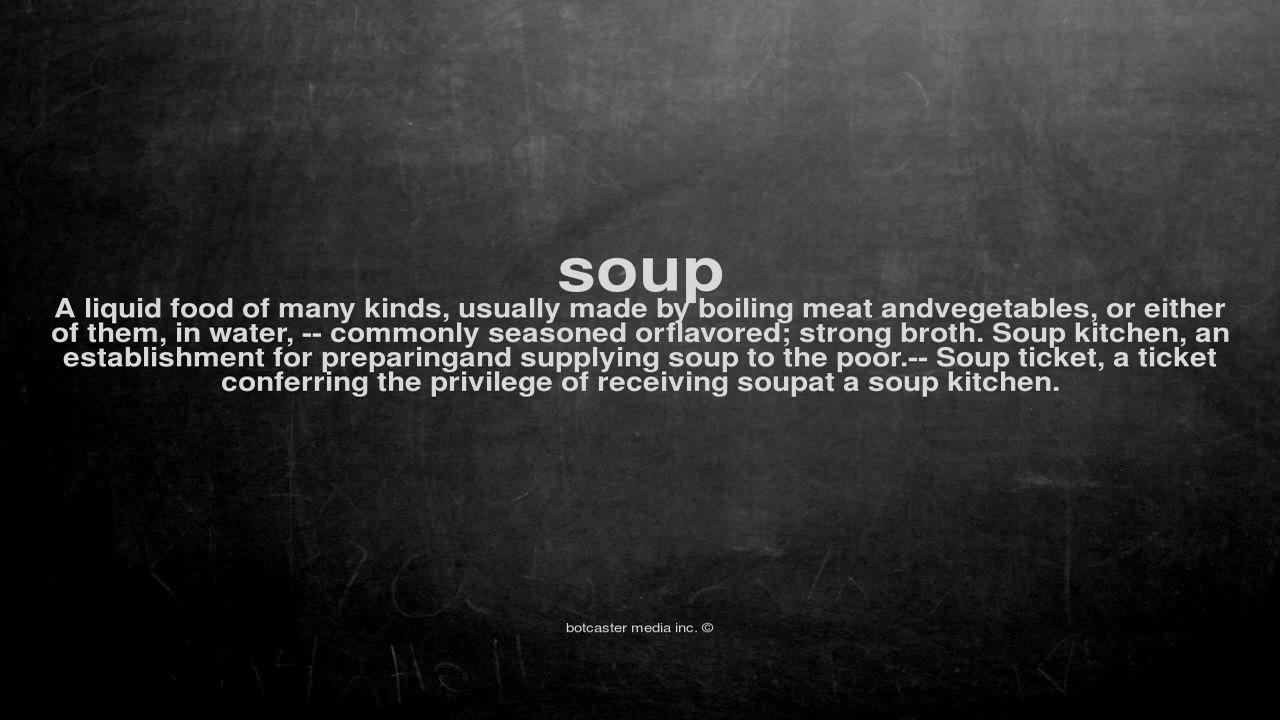 soup
A liquid food of many kinds, usually made by boiling meat andvegetables, or either
of them, in water, -- commonly seasoned orflavored; strong broth. Soup kitchen, an
establishment for preparingand supplying soup to the poor.-- Soup ticket, a ticket
conferring the privilege of receiving soupat a soup kitchen.
botcaster media inc. ©